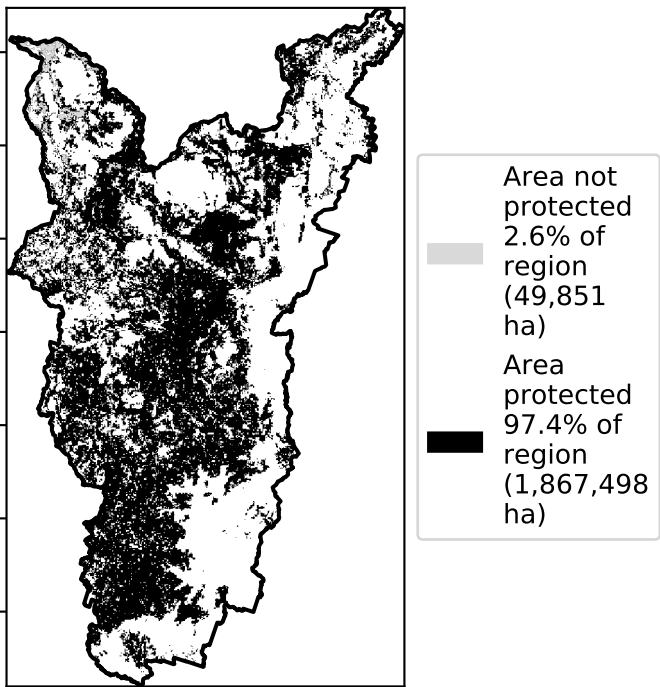 Area not
protected
2.6% of
region
(49,851
ha)
Area
protected
97.4% of
region
(1,867,498
ha)